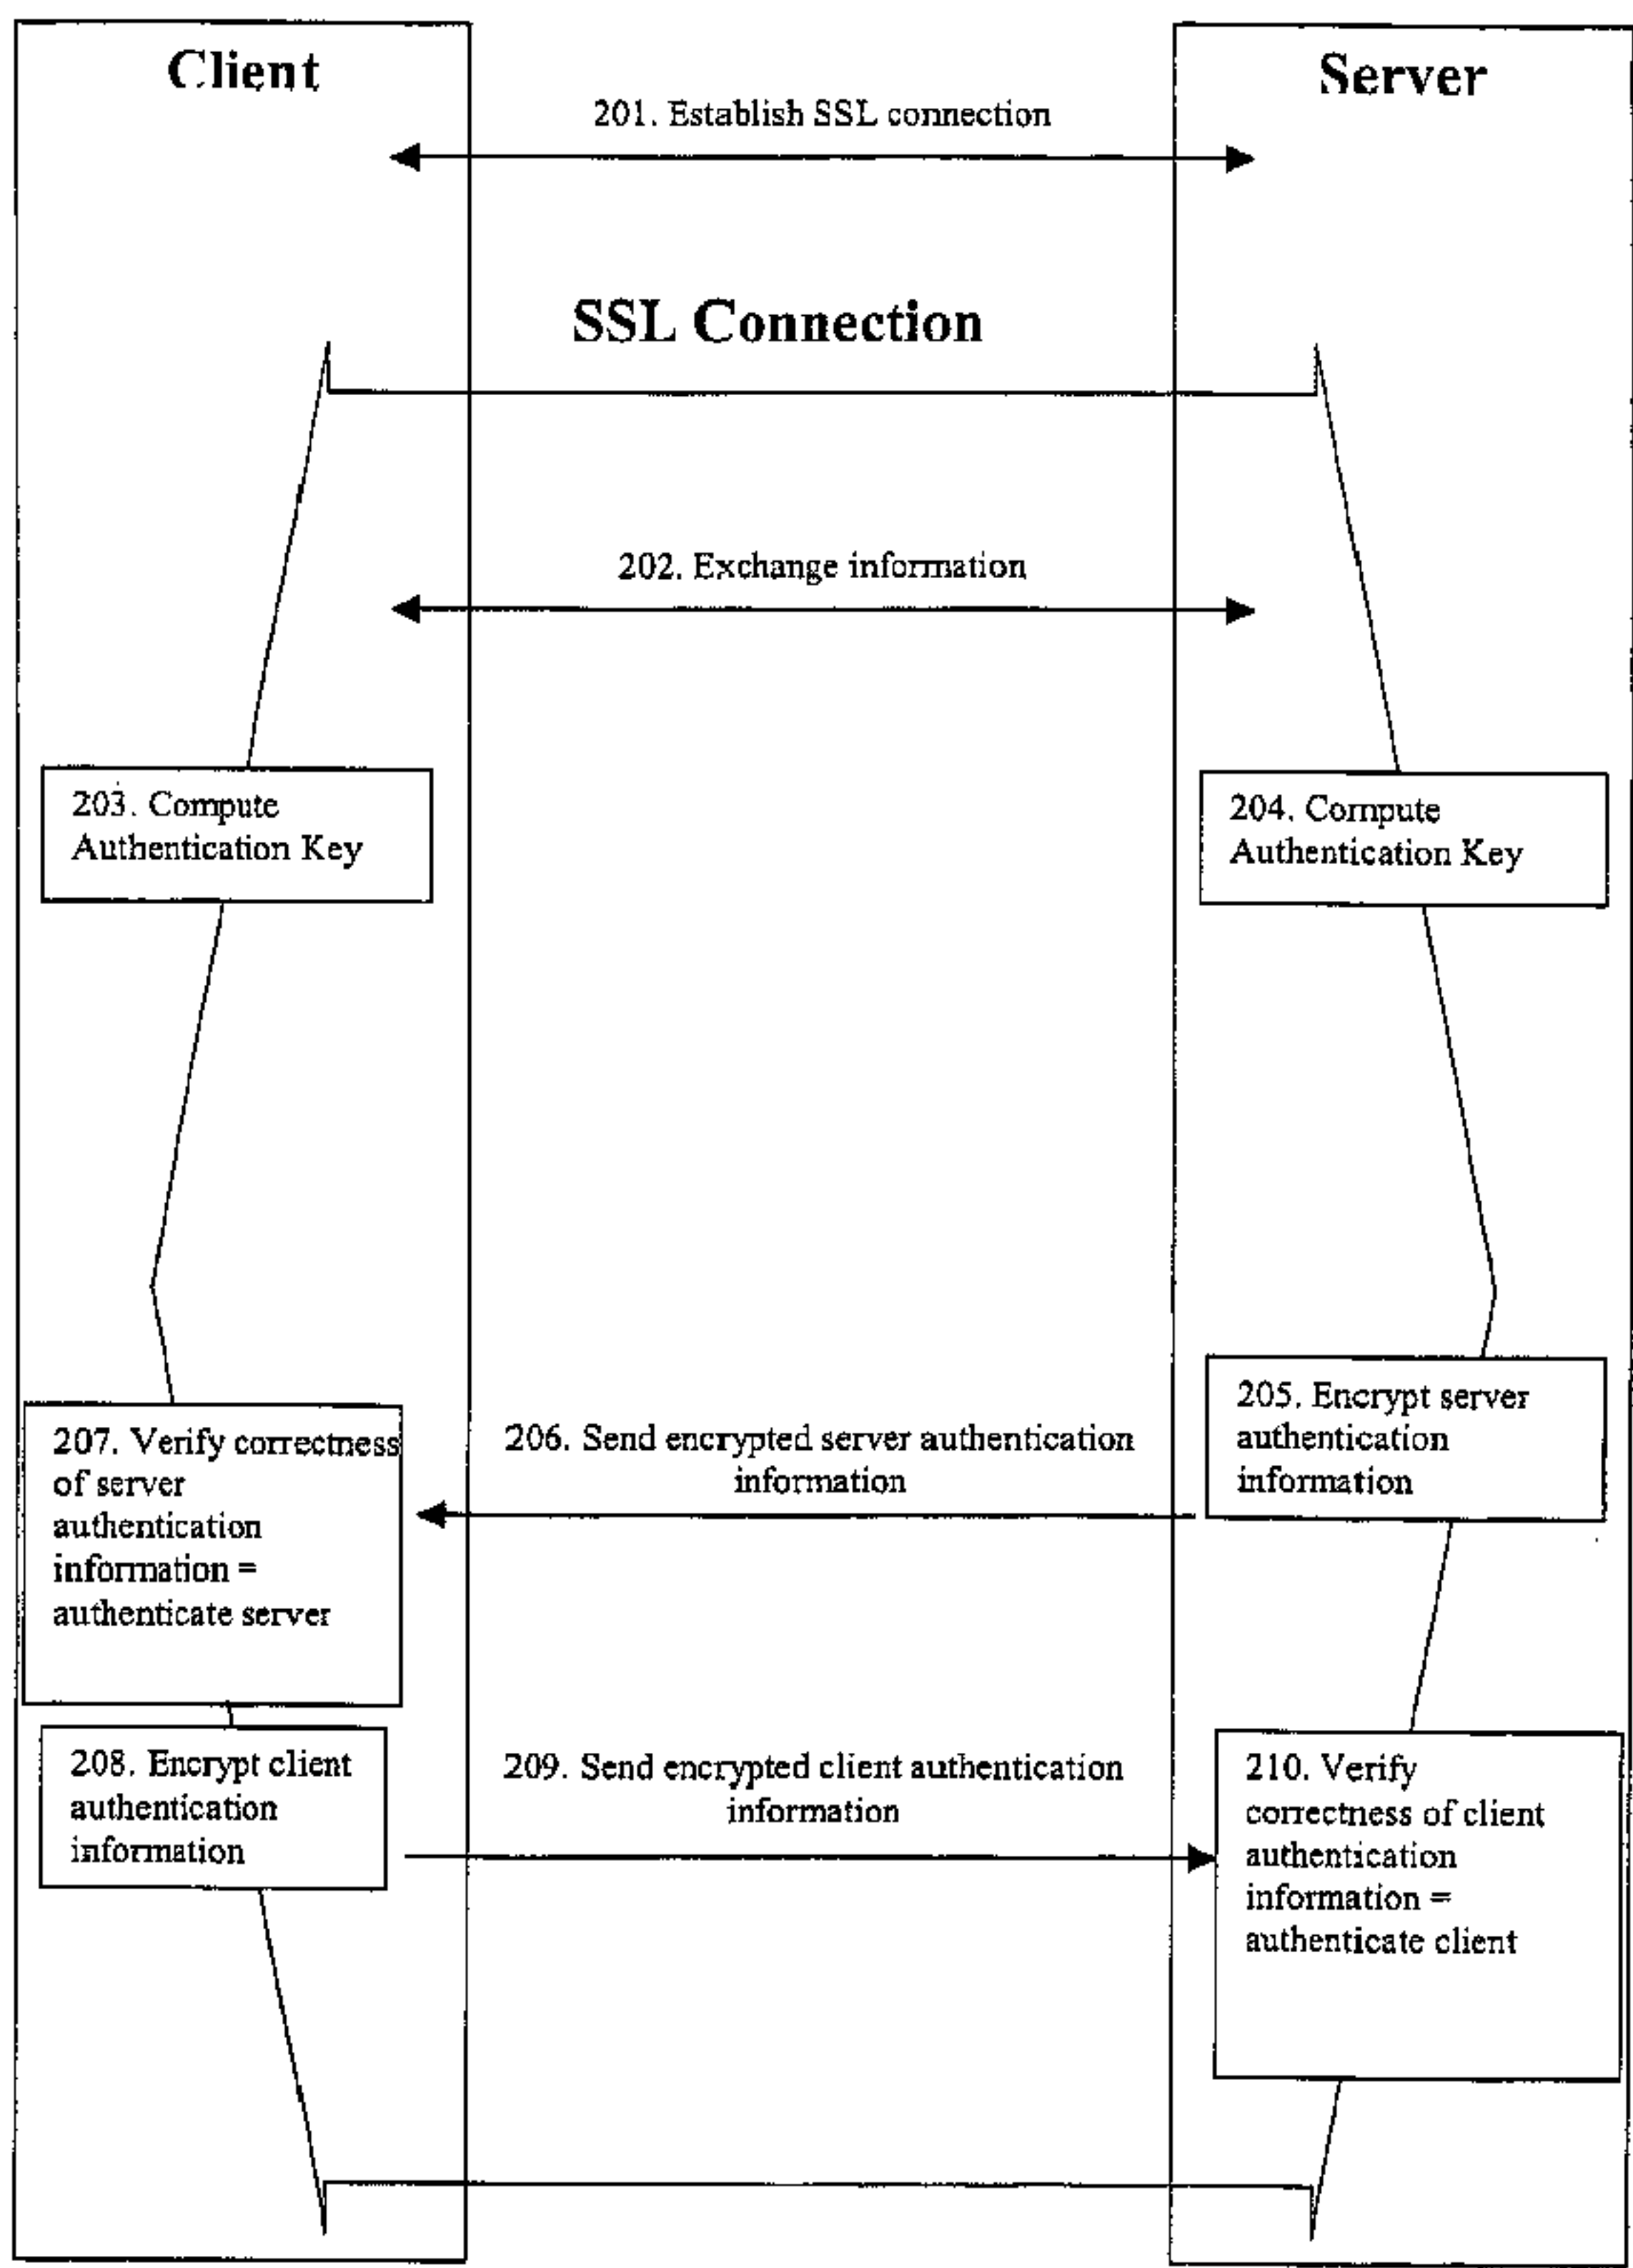 Client
Server
201. Establish SSL connection
SSL Connection
202. Exchange information
203. Compute
Authentication Key
204. Compute
Authentication Key
205. Encrypt server
authentication
information
206. Send encrypted server authentication
information
207. Verify correctness
of server
authentication
information =
authenticate server
208. Encrypt client
authentication
information
209. Send encrypted client authentication
information
210. Verify
correctness of client
authentication
information =
authenticate client